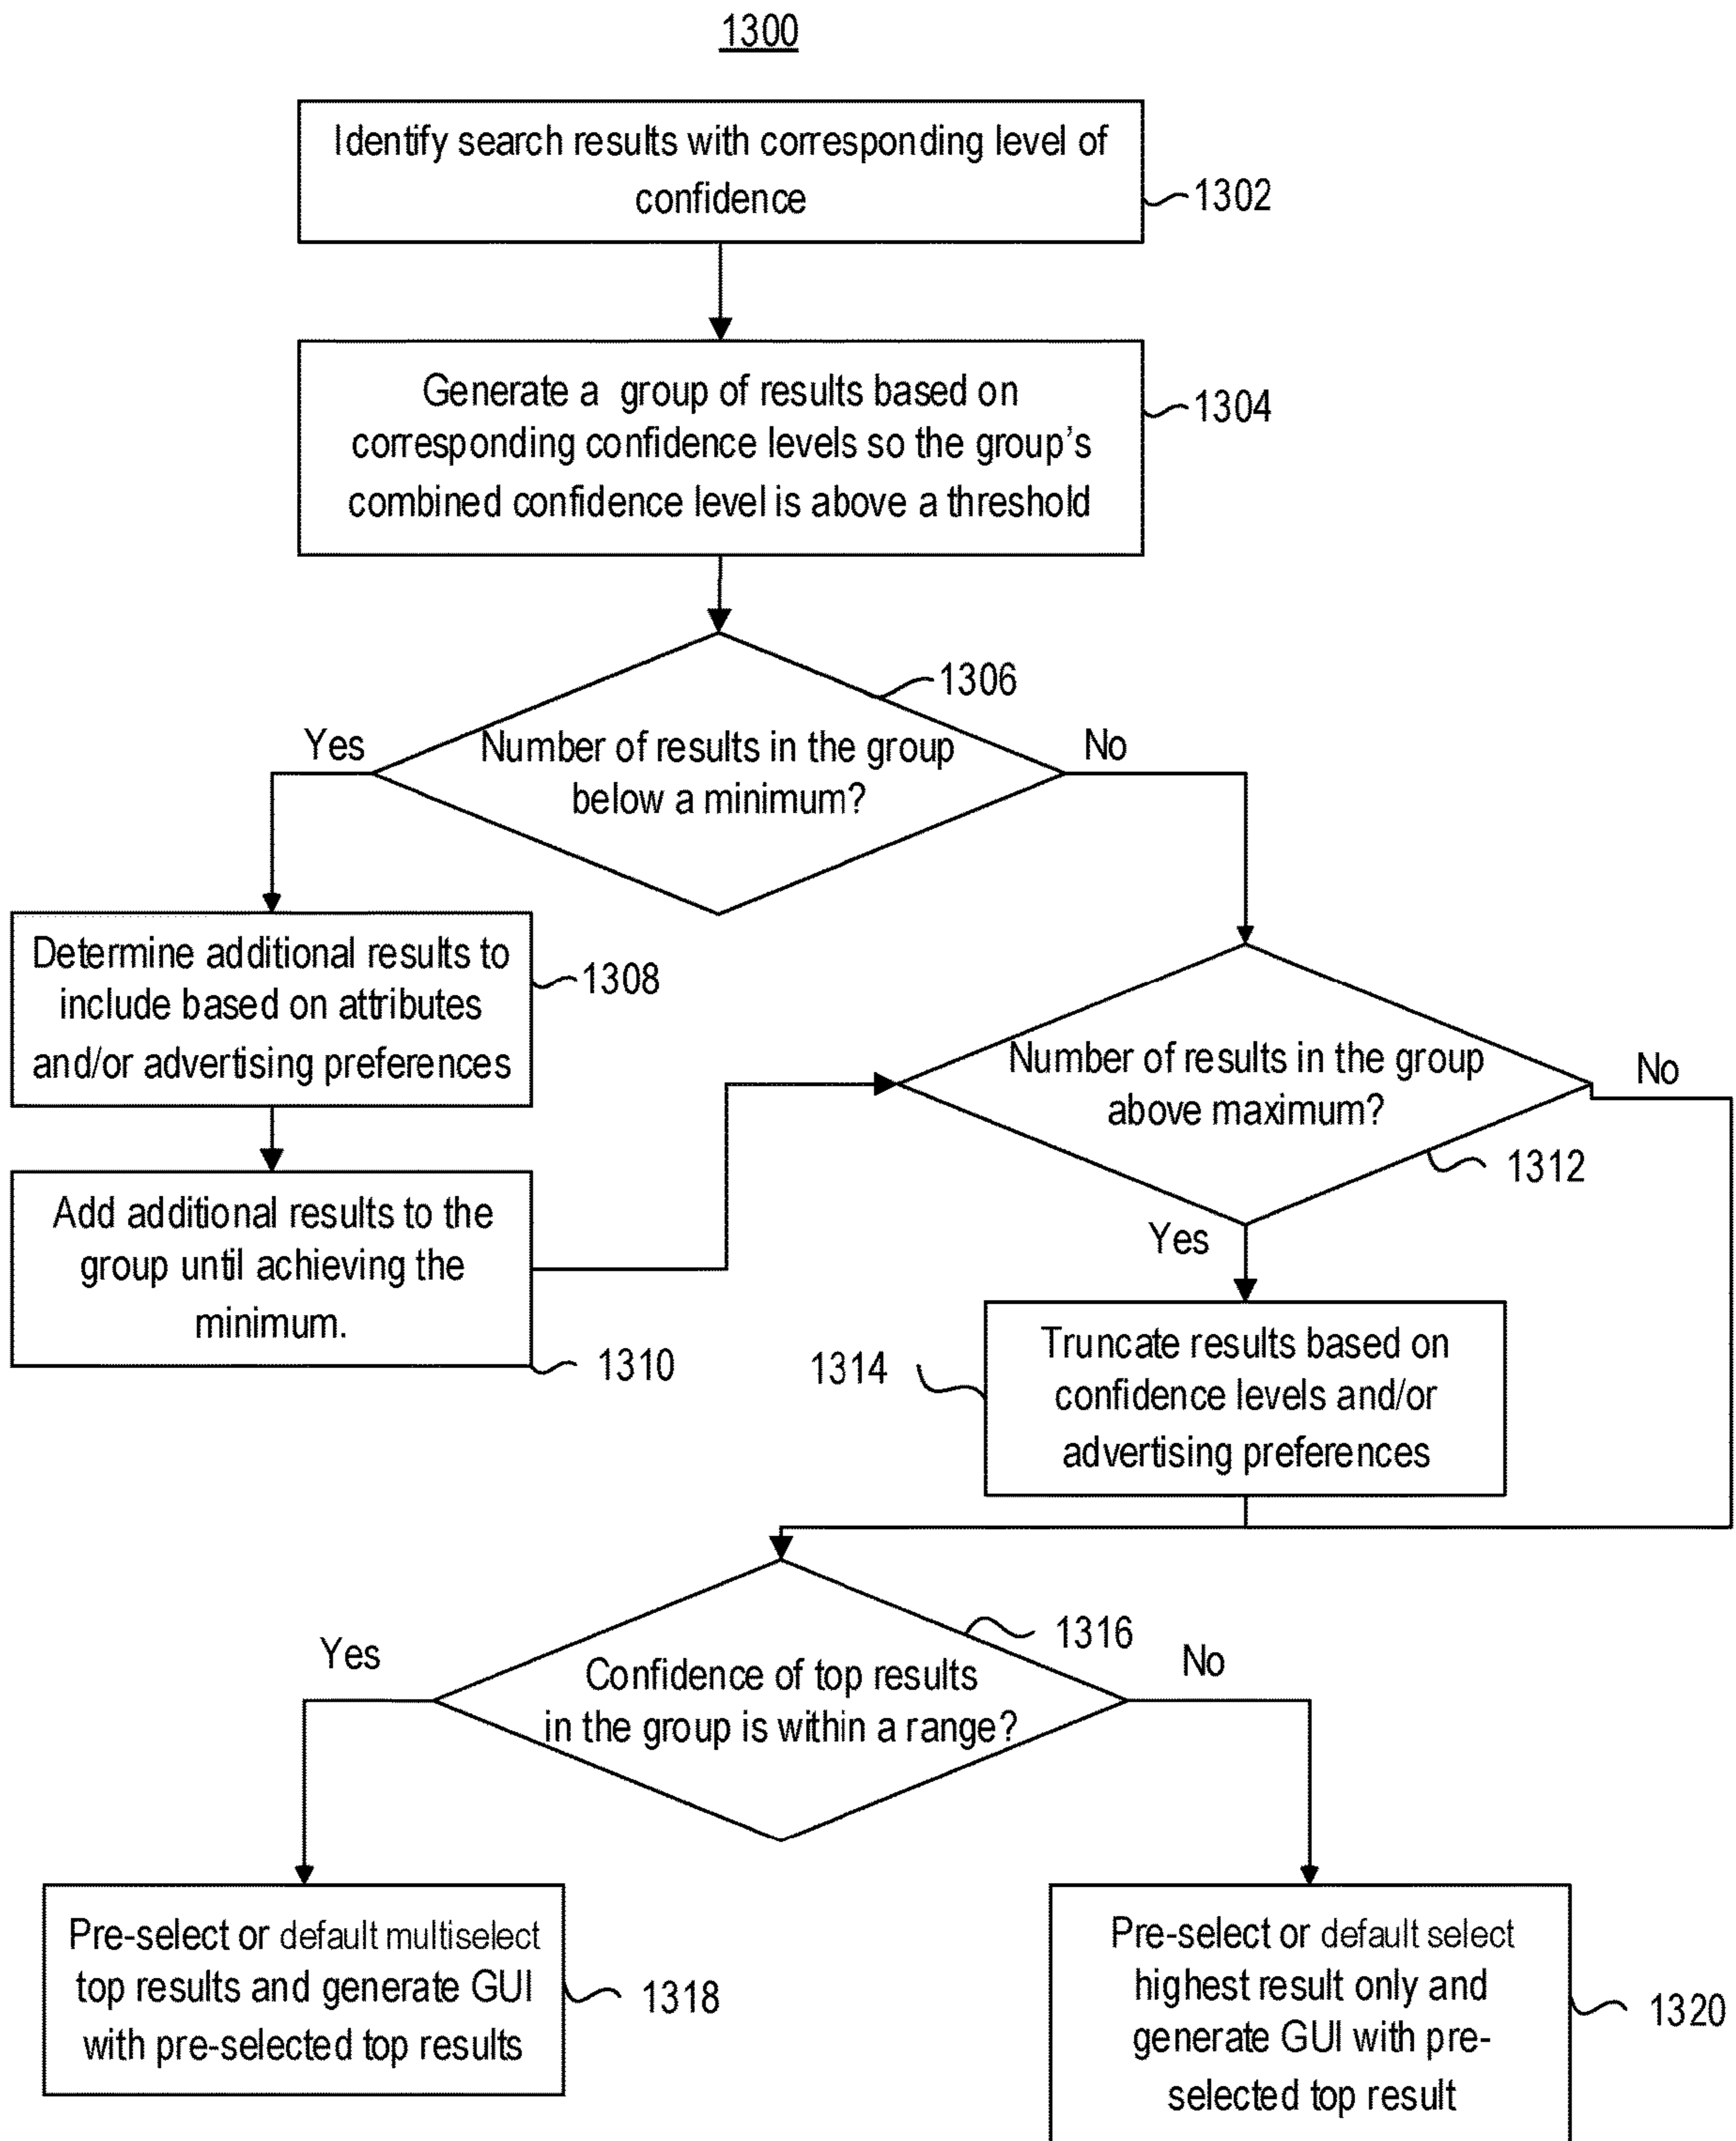 1300
Identify search results with corresponding level of
confidence
1302
Generate a group of results based on
corresponding confidence levels so the group's
combined confidence level is above a threshold
1304
1306
Yes
Number of results in the group
below a minimum?
No
Determine additional results to
include based on attributes
and/or advertising preferences
1308
Number of results in the group
above maximum?
No
1312
Add additional results to the
group until achieving the
minimum.
1310
Yes
1314
Truncate results based on
confidence levels and/or
advertising preferences
1316
Yes
Confidence of top results
in the group is within a range?
No
Pre-select or default multiselect
top results and generate GUI
with pre-selected top results
1318
Pre-select or default select
highest result only and
generate GUI with pre-
selected top result
1320